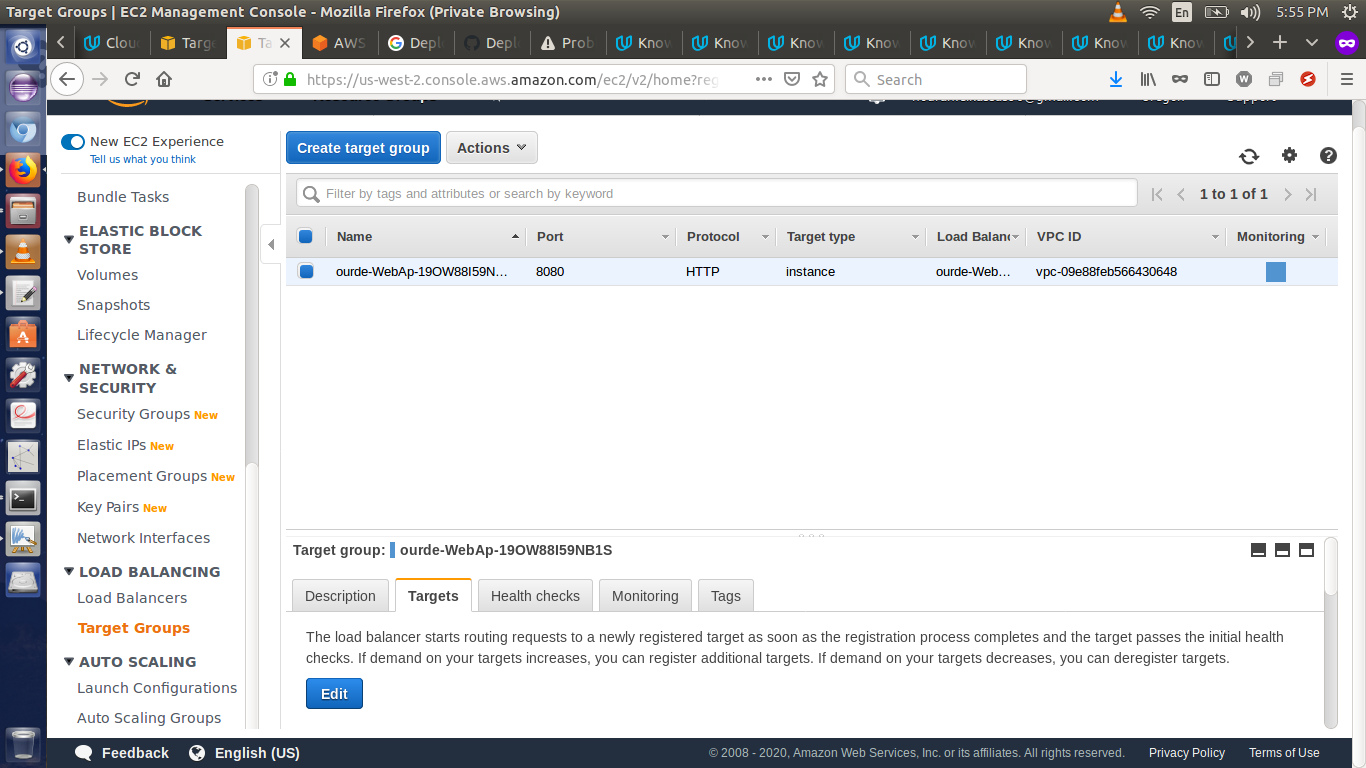 Target Groups | EC2 Management Console - Mozilla Firefox (Private Browsing)
En
5:55 PM
Clou
Targ
Ta
AWS
Depl
Depl
Prob
Know
Know
Know
Know
Know
Know
Know
Know
https://us-west-2.console.aws.amazon.com/ec2/v2/home?reg
Search
New EC2 Experience
Tell us what you think
Bundle Tasks
ELASTIC BLOCK
STORE
Volumes
Snapshots
Lifecycle Manager
NETWORK &
SECURITY
Security Groups New
Elastic IPs New
Placement Groups New
Key Pairs New
Network Interfaces
LOAD BALANCING
Load Balancers
Target Groups
AUTO SCALING
Launch Configurations
Auto Scaling Groups
Create target group
Actions
Filter by tags and attributes or search by keyword
1 to 1 of 1
Name Port Protocol Target type Load Balanc VPC ID Monitoring
ourde-WebAp-19OW88I59N... 8080 HTTP instance ourde-Web... vpc-09e88feb566430648
Target group: ourde-WebAp-19OW88I59NB1S
Description Targets Health checks Monitoring Tags
The load balancer starts routing requests to a newly registered target as soon as the registration process completes and the target passes the initial health
checks. If demand on your targets increases, you can register additional targets. If demand on your targets decreases, you can deregister targets.
Edit
Feedback English (US)
© 2008 - 2020, Amazon Web Services, Inc. or its affiliates. All rights reserved. Privacy Policy Terms of Use